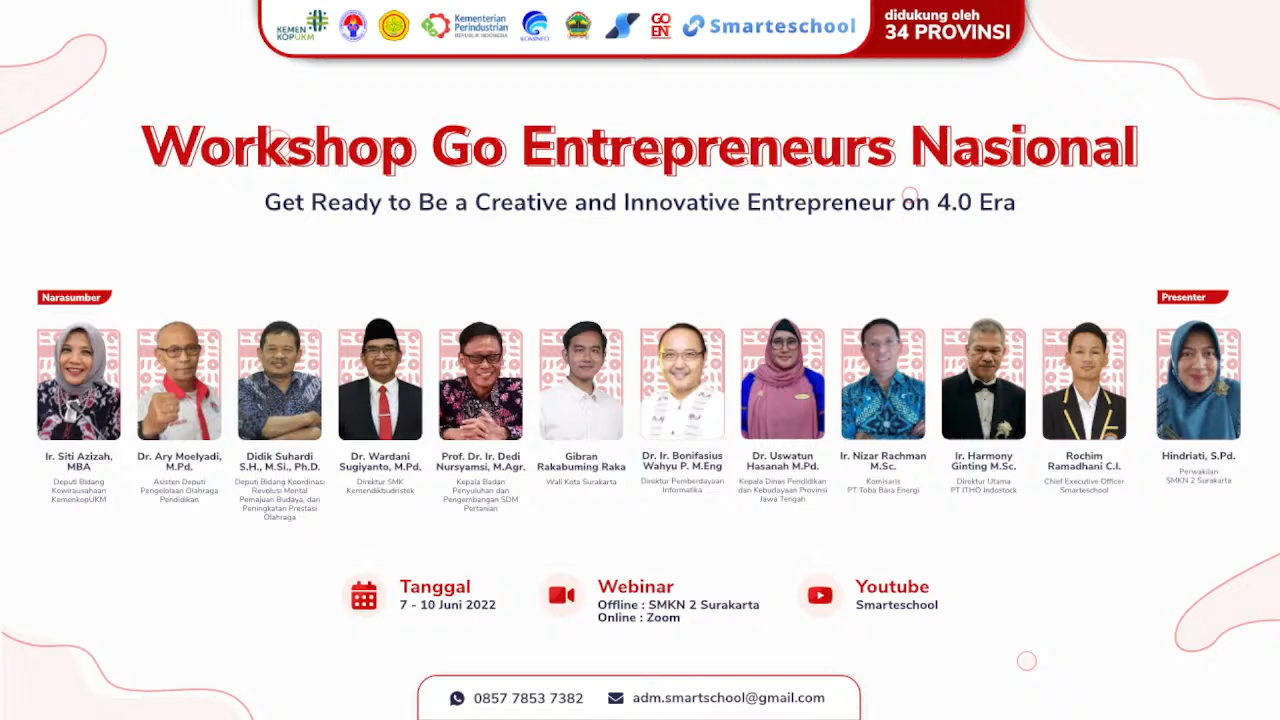 KEMEN
KOPUKM
Kementerian
Perindustrian
REPUBLIK INDONESIA
KOMINFO
GO
EN
Smarteschool
didukung oleh
34 PROVINSI
Workshop Go Entrepreneurs Nasional
Get Ready to Be a Creative and Innovative Entrepreneur on 4.0 Era
Narasumber
Presenter
Ir. Siti Azizah,
MBA
Deputi Bidang
Kewirausahaan
KemenkopUKM
Dr. Ary Moelyadi,
M.Pd.
Asisten Deputi
Pengelolaan Olahraga
Pendidikan
Didik Suhardi
S.H., M.Si., Ph.D.
Deputi Bidang Koordinasi
Revolusi Mental
Pemajuan Budaya, dan
Peningkatan Prestasi
Olahraga
Dr. Wardani
Sugiyanto, M.Pd.
Direktur SMK
Kemendikbudristek
Prof. Dr. Ir. Dedi
Nursyamsi, M.Agr.
Kepala Badan
Penyuluhan dan
Pengembangan SDM
Pertanian
Gibran
Rakabuming Raka
Wali Kota Surakarta
Dr. Ir. Bonifasius
Wahyu P. M.Eng
Direktur Pemberdayaan
Informatika
Dr. Uswatun
Hasanah M.Pd.
Kepala Dinas Pendidikan
dan Kebudayaan Provinsi
Jawa Tengah
Ir. Nizar Rachman
M.Sc.
Komisaris
PT Toba Bara Energi
Ir. Harmony
Ginting M.Sc.
Direktur Utama
PT ITHO Indostock
Rochim
Ramadhani C.I.
Chief Executive Officer
Smarteschool
Hindriati, S.Pd.
Perwakilan
SMKN 2 Surakarta
Tanggal
7 - 10 Juni 2022
Webinar
Offline : SMKN 2 Surakarta
Online : Zoom
Youtube
Smarteschool
0857 7853 7382
adm.smartschool@gmail.com